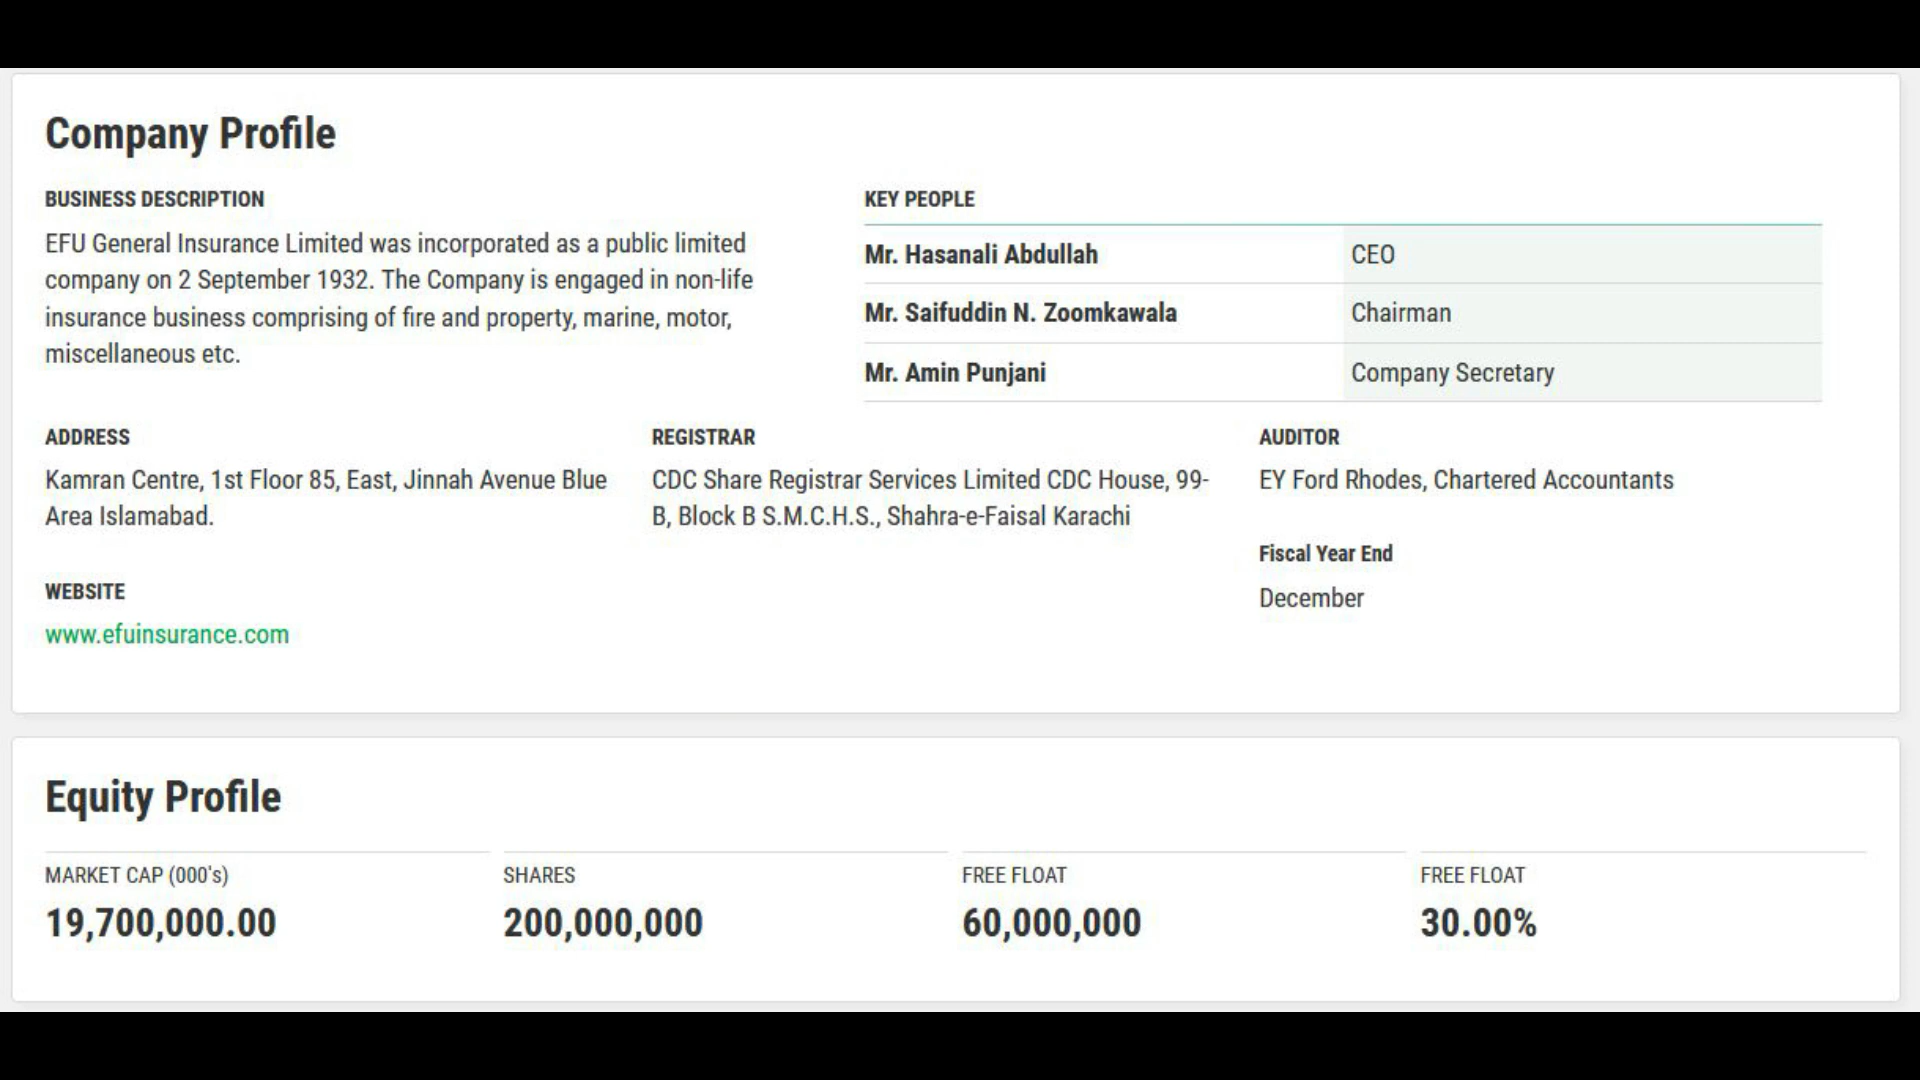 Company Profile
BUSINESS DESCRIPTION
EFU General Insurance Limited was incorporated as a public limited
company on 2 September 1932. The Company is engaged in non-life
insurance business comprising of fire and property, marine, motor,
miscellaneous etc.
KEY PEOPLE
Mr. Hasanali Abdullah CEO
Mr. Saifuddin N. Zoomkawala Chairman
Mr. Amin Punjani Company Secretary
ADDRESS
Kamran Centre, 1st Floor 85, East, Jinnah Avenue Blue
Area Islamabad.
REGISTRAR
CDC Share Registrar Services Limited CDC House, 99-
B, Block B S.M.C.H.S., Shahra-e-Faisal Karachi
AUDITOR
EY Ford Rhodes, Chartered Accountants
Fiscal Year End
December
WEBSITE
www.efuinsurance.com
Equity Profile
MARKET CAP (000's)
19,700,000.00
SHARES
200,000,000
FREE FLOAT
60,000,000
FREE FLOAT
30.00%